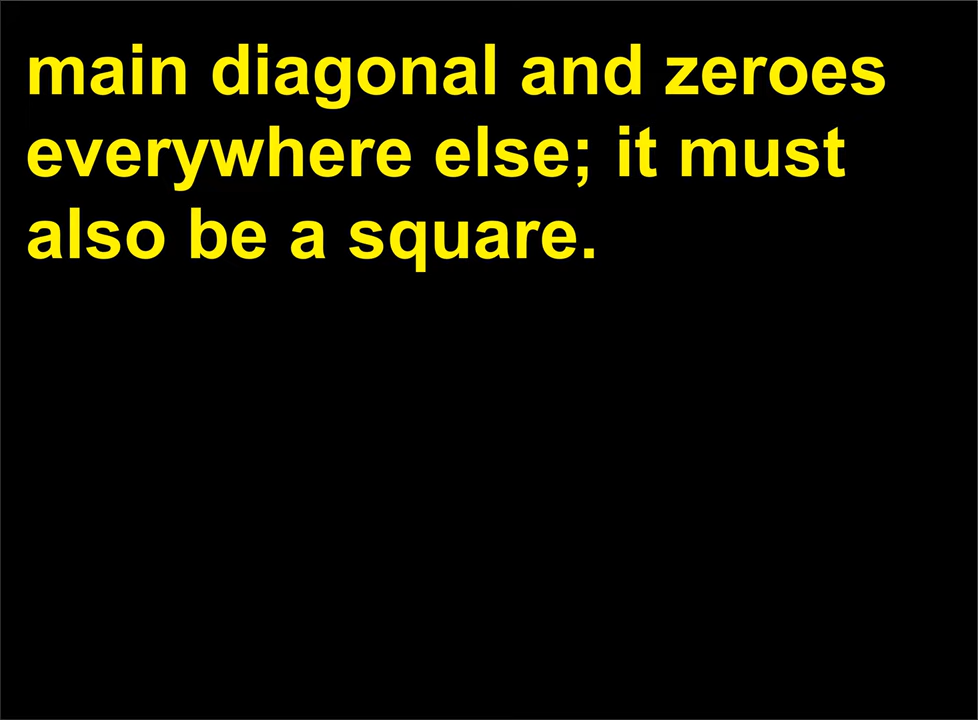 main diagonal and zeroes
everywhere else; it must
also be a square.